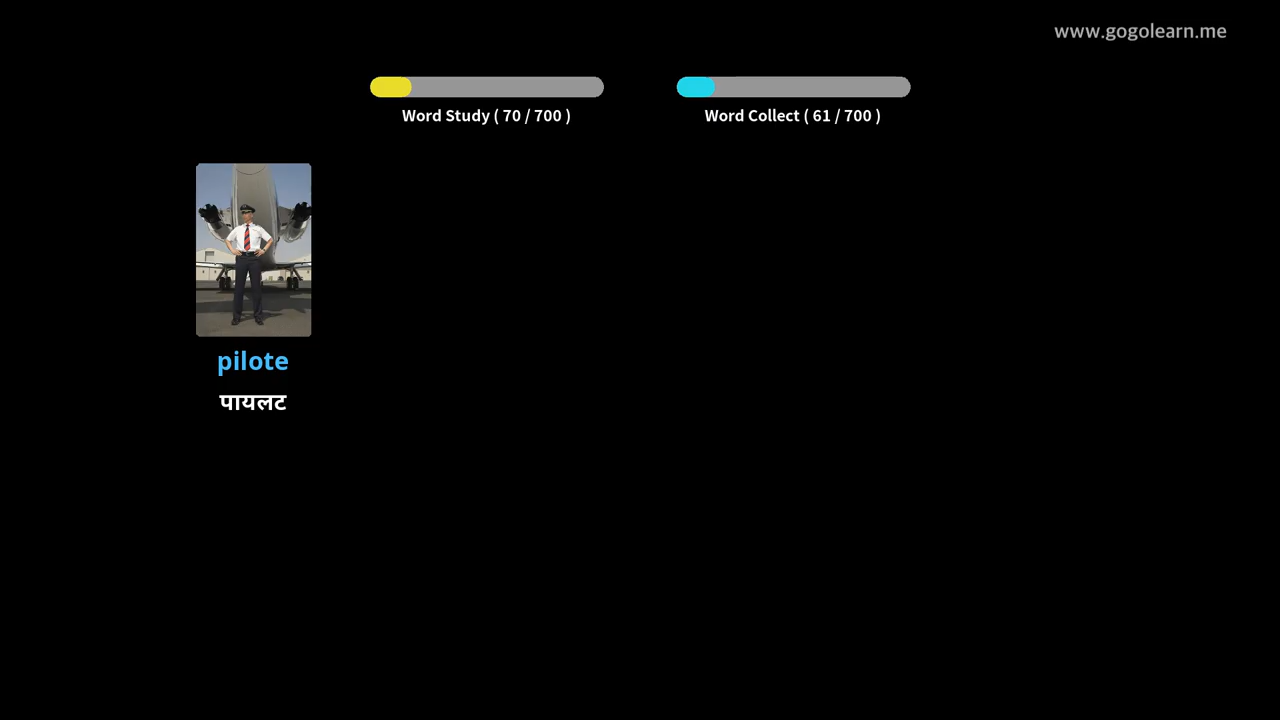 www.gogolearn.me
Word Study ( 70 / 700 )
Word Collect ( 61 / 700 )
pilote
पायलट